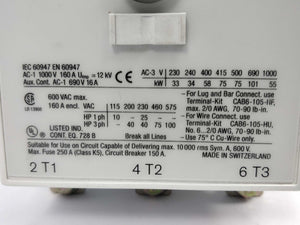 IEC 60947 EN 60947
AC-1 1000 V 160 A Uimp = 12 kV CE AC-3 V 230 240 400 415 500 690 1000
Aux. Cont. AC-1 690 V 16 A kW 33 34 58 75 75 101 55
600 VAC max.
160 A encl. VAC 115 200 230 460 575
HP 1 ph 10 - 25 - -
HP 3 ph - 40 40 75 100
LISTED IND.
CONT. EQ. 728 B Break all Lines
- For Lug and Bar Connect. use
Terminal-Kit CAB6-105-HF,
2/0 AWG, 70-90 lb-in.
- For Wire Connect. use
Terminal-Kit CAB6-105-HU,
No. 6...2/0 AWG, 70-90 lb-in.
- Use 75° C Cu-wire only.
Suitable for Use on Circuit Capable of Delivering max. 10 000 rms Sym. A, 600 V.
Max. Fuse 250 A (Class K5), Circuit Breaker 150 A. MADE IN SWITZERLAND
2 T1 4 T2 6 T3